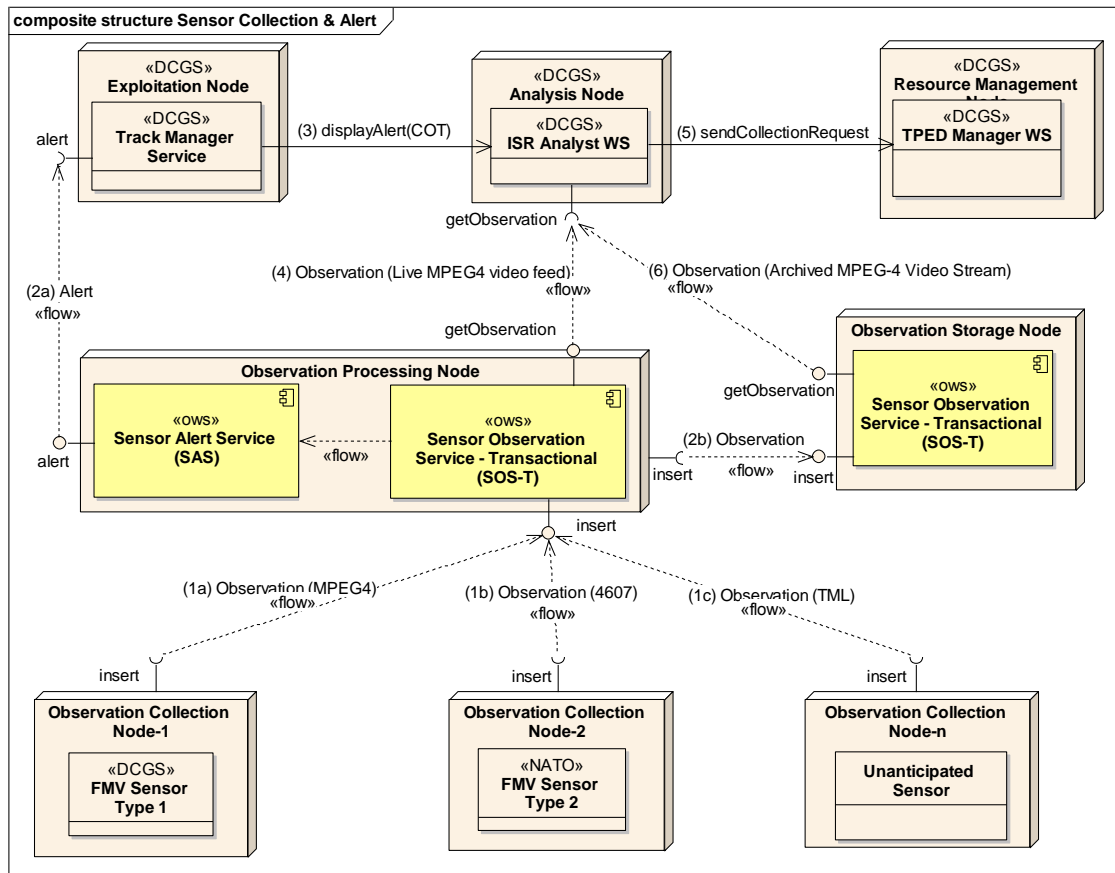 composite structure Sensor Collection & Alert
«DCGS»
Exploitation Node
«DCGS»
Track Manager
Service
alert
(3) displayAlert(COT)
«DCGS»
Analysis Node
«DCGS»
ISR Analyst WS
getObservation
(5) sendCollectionRequest
«DCGS»
Resource Management
Node
«DCGS»
TPED Manager WS
(2a) Alert
«flow»
(4) Observation (Live MPEG4 video feed)
«flow»
(6) Observation (Archived MPEG-4 Video Stream)
«flow»
getObservation
Observation Processing Node
«ows»
Sensor Alert Service
(SAS)
alert
«flow»
«ows»
Sensor Observation
Service - Transactional
(SOS-T)
insert
(2b) Observation
«flow»
Observation Storage Node
«ows»
Sensor Observation
Service - Transactional
(SOS-T)
getObservation
insert
insert
(1a) Observation (MPEG4)
«flow»
(1b) Observation (4607)
«flow»
(1c) Observation (TML)
«flow»
insert
insert
insert
Observation Collection
Node-1
«DCGS»
FMV Sensor
Type 1
Observation Collection
Node-2
«NATO»
FMV Sensor
Type 2
Observation Collection
Node-n
Unanticipated
Sensor